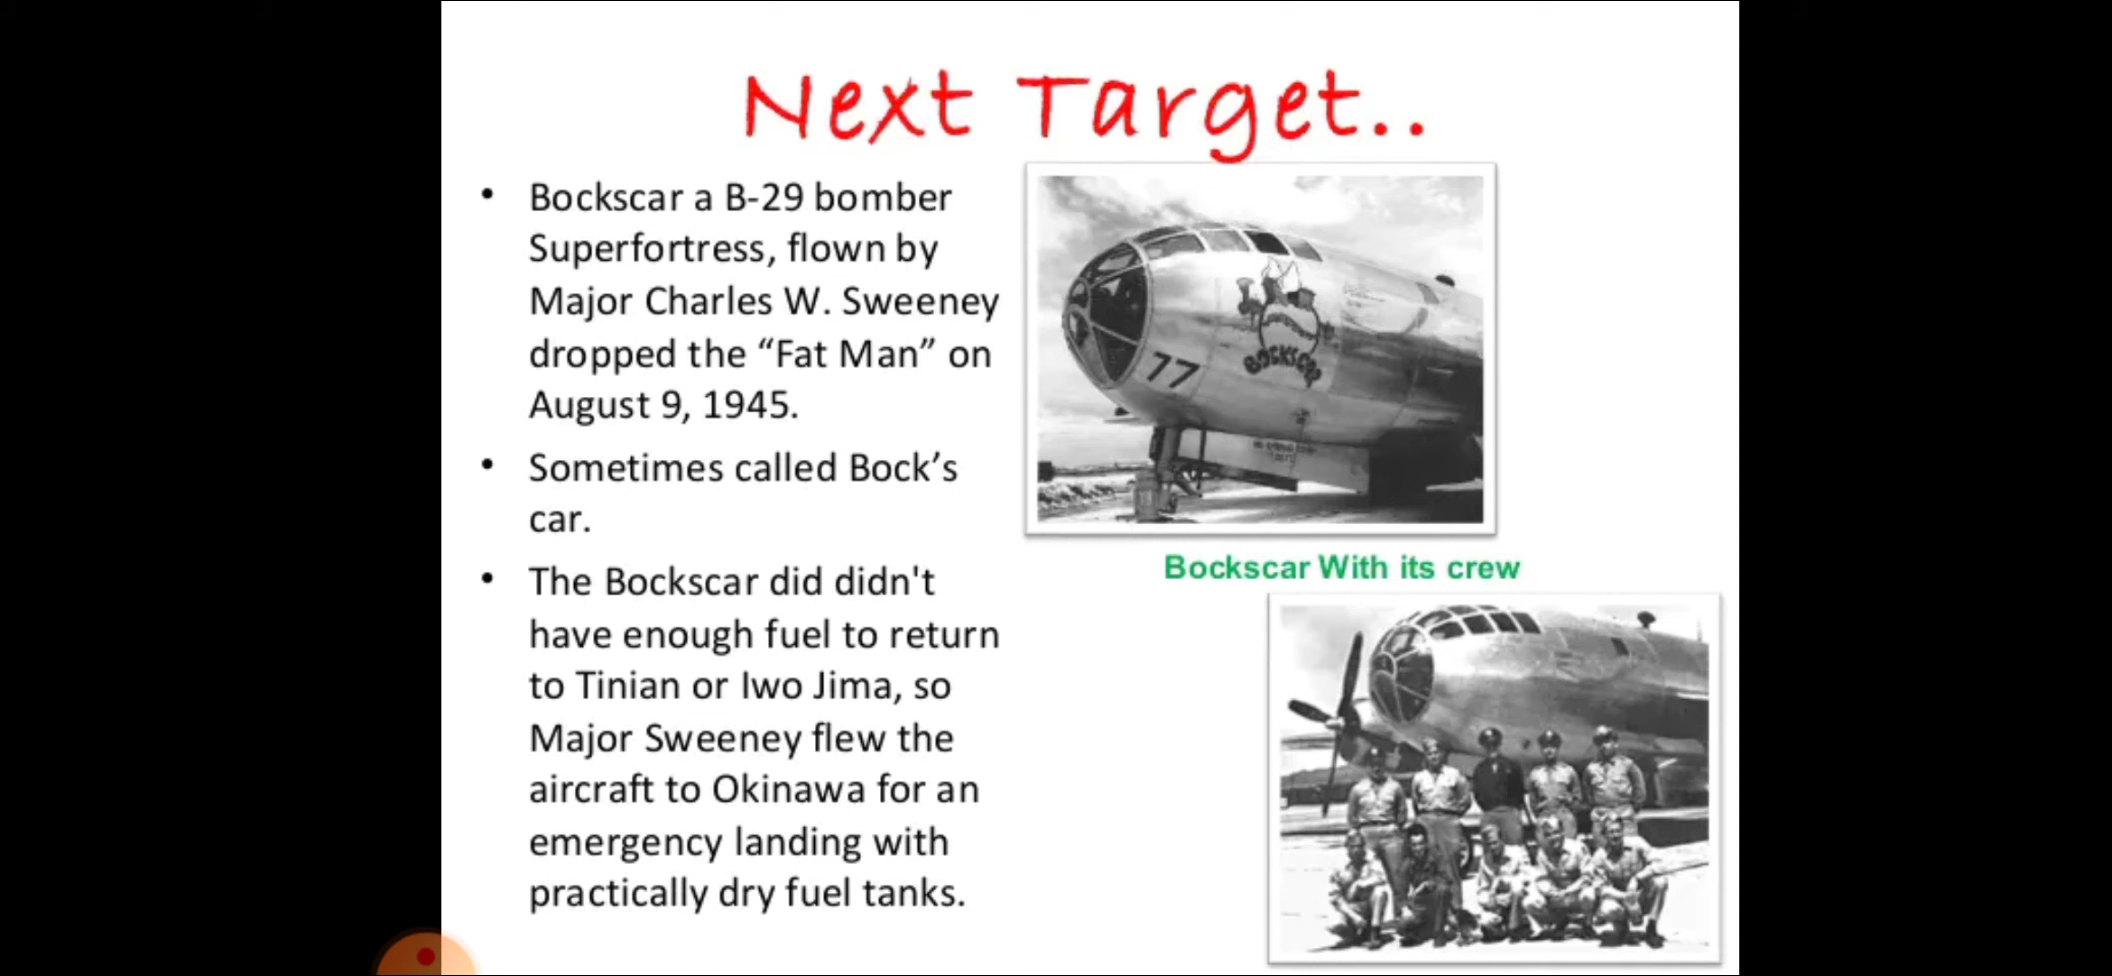 Next Target..
• Bockscar a B-29 bomber
Superfortress, flown by
Major Charles W. Sweeney
dropped the “Fat Man” on
August 9, 1945.
• Sometimes called Bock’s
car.
• The Bockscar did didn't
have enough fuel to return
to Tinian or Iwo Jima, so
Major Sweeney flew the
aircraft to Okinawa for an
emergency landing with
practically dry fuel tanks.
77
BOCKSCAR
Bockscar With its crew